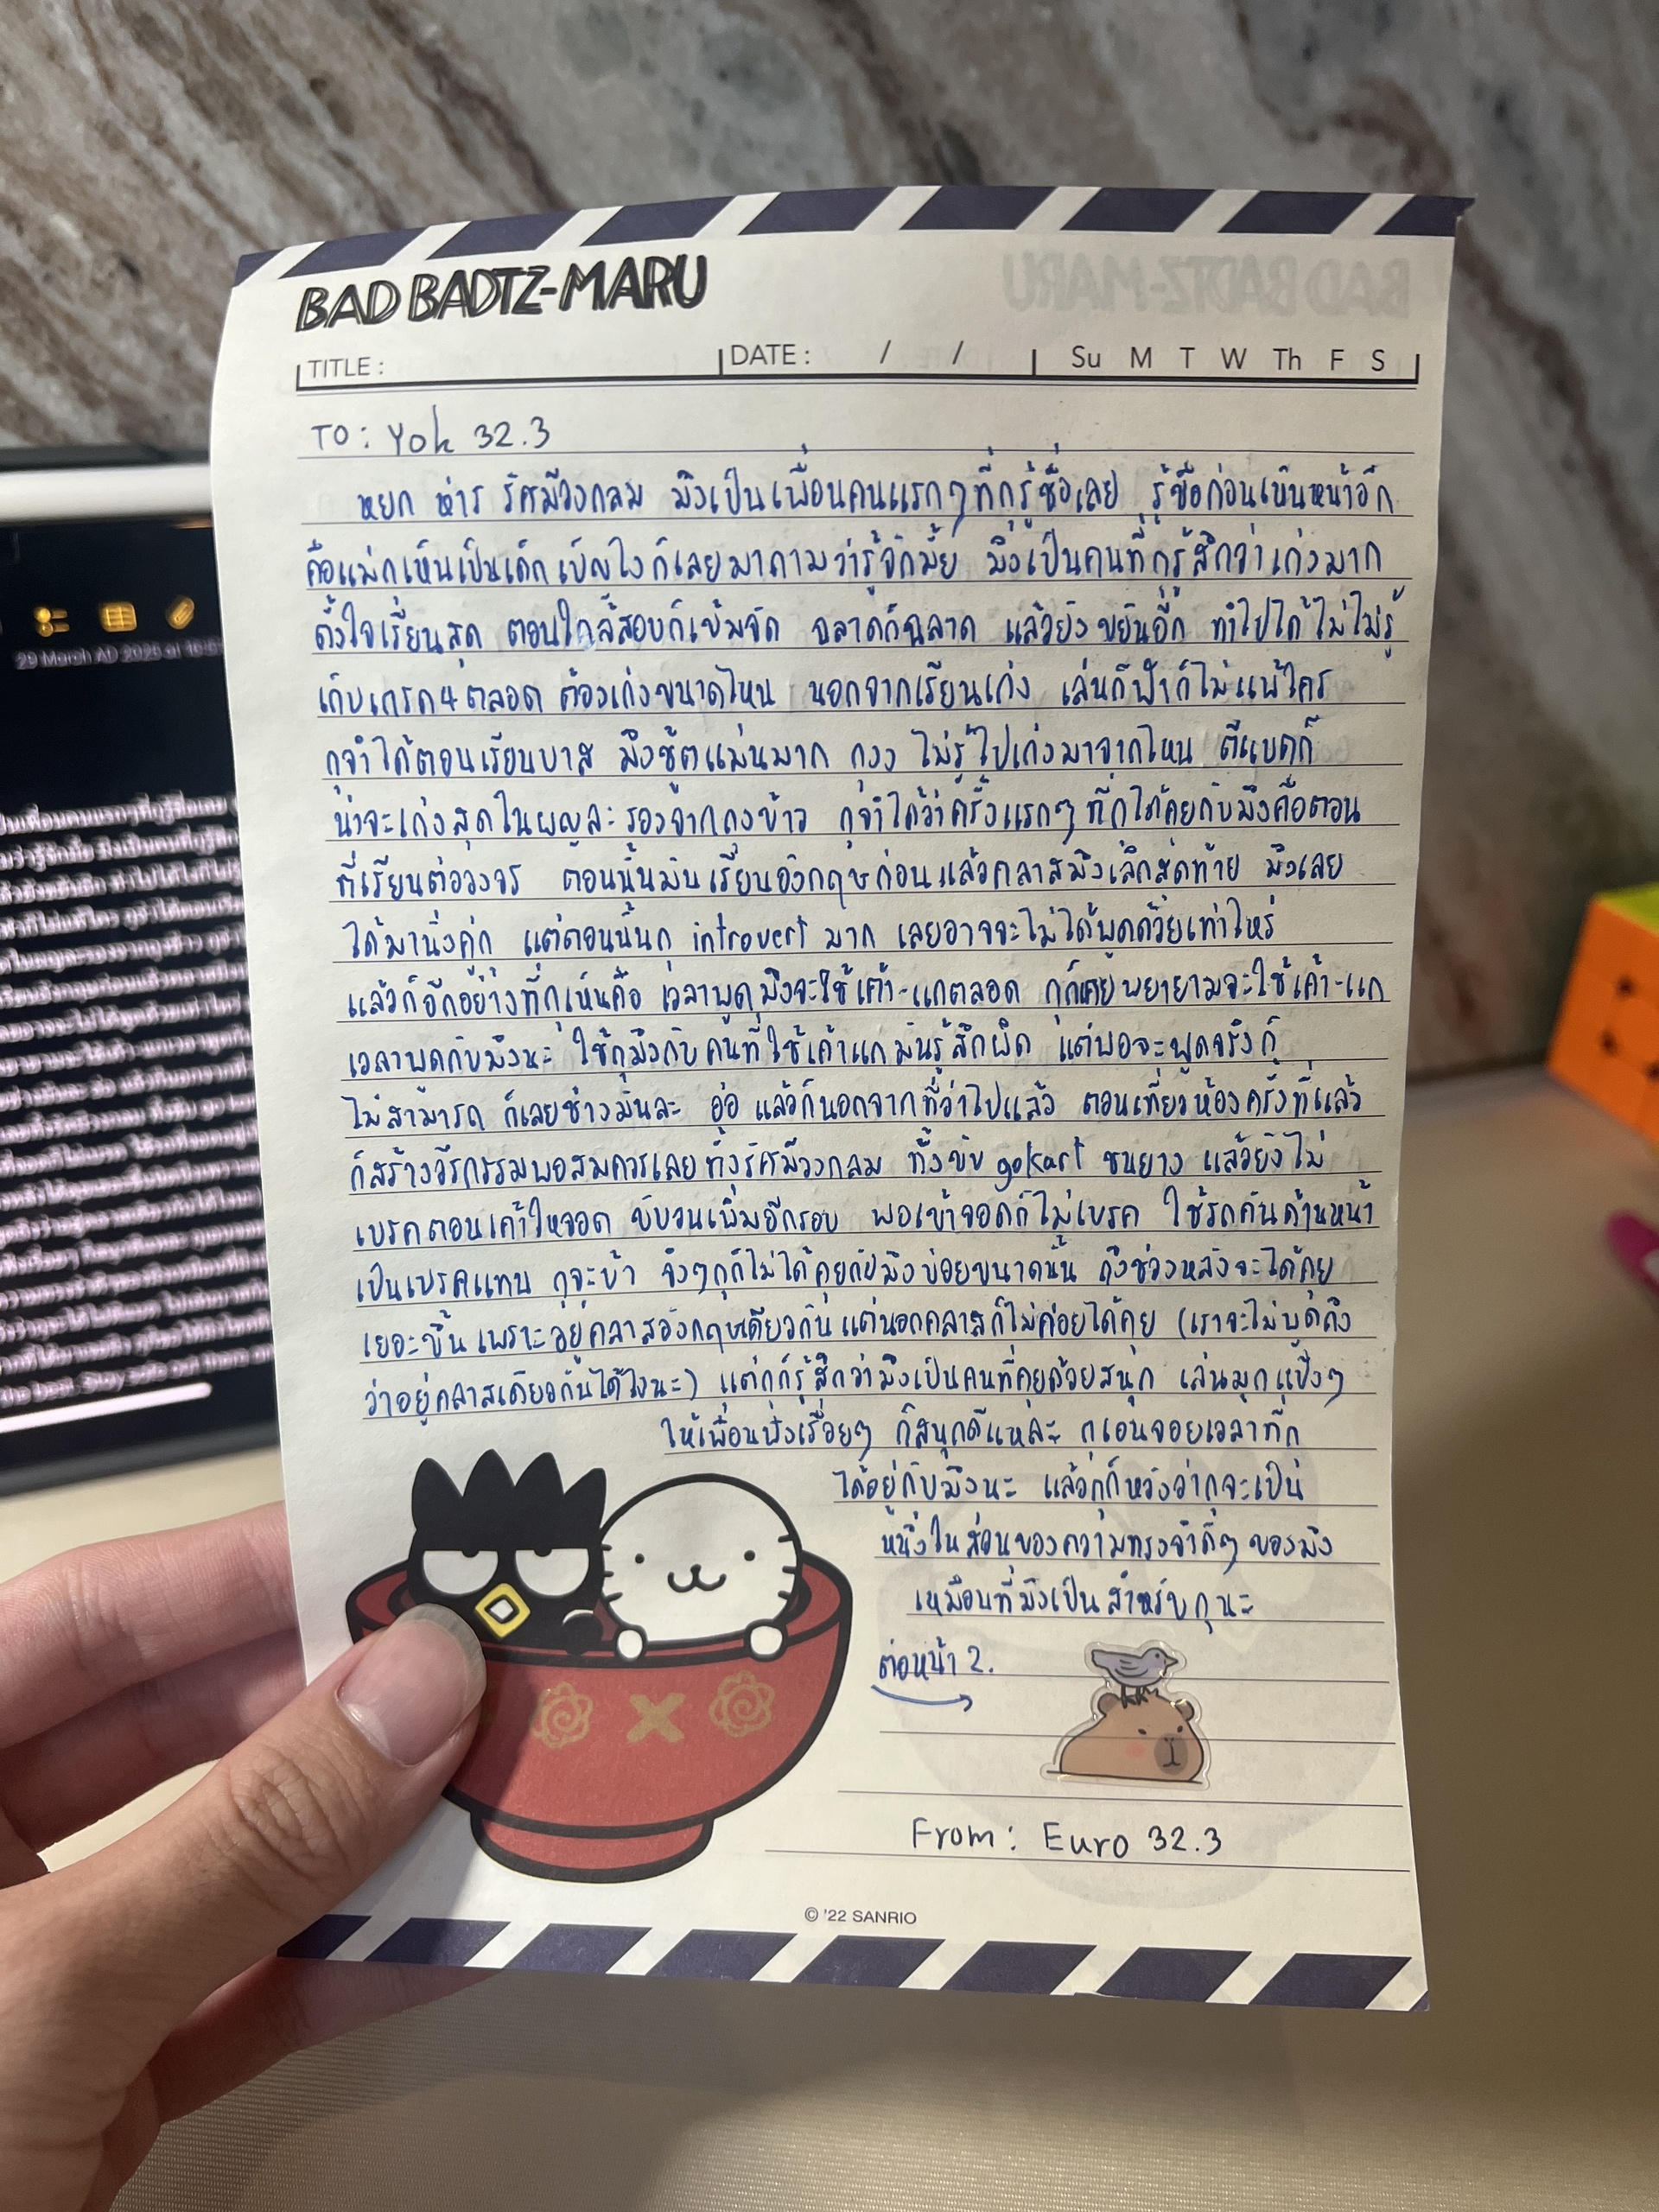 BAD BADTZ-MARU
TITLE : DATE : / / Su M T W Th F S
TO: Yok 32.3
หยก ห่าร รัศมีวงกลม มึงเป็นเพื่อนคนแรกๆที่กูรู้ชื่อเลย รู้ชื่อก่อนเห็นหน้าอีก
คือแม่กูเห็นเป็นเด็กเบ็ญไงก็เลยมาถามว่ารู้จักมั้ย มึงเป็นคนที่กูรู้สึกว่าเก่งมาก
ตั้งใจเรียนสุด ตอนใกล้สอบก็เข้มจัด ฉลาดก็ฉลาด แล้วยังขยันอีก ทำไปได้ไงไม่รู้
เก็บเกรด4ตลอด ต้องเก่งขนาดไหน นอกจากเรียนเก่ง เล่นกีฬาก็ไม่แพ้ใคร
กูจำได้ตอนเรียนบาส มึงชู้ตแม่นมาก กูงง ไม่รู้ไปเก่งมาจากไหน ตีแบดก็
น่าจะเก่งสุดในผญละ รองจากถุงข้าว กูจำได้ว่าครั้งแรกๆ ที่กูได้คุยกับมึงคือตอน
ที่เรียนต่อวงจร ตอนนั้นมันเรียนอังกฤษก่อน แล้วคลาสมึงเลิกสุดท้าย มึงเลย
ได้มานั่งคู่กู แต่ตอนนั้นกู introvert มาก เลยอาจจะไม่ได้พูดด้วยเท่าไหร่
แล้วก็อีกอย่างที่กูเห็นคือ เวลาพูดมึงจะใช้เค้า-แกตลอด กูก็เคยพยายามจะใช้เค้า-แก
เวลาพูดกับมึงนะ ใช้กูมึงกับคนที่ใช้เค้าแกมันรู้สึกผิด แต่พอจะพูดจริงก็
ไม่สามารถ ก็เลยช่างมันละ อ่อ แล้วก็นอกจากที่ว่าไปแล้ว ตอนเที่ยวห้องครั้งที่แล้ว
ก็สร้างวีรกรรมพอสมควรเลย ทั้งรัศมีวงกลม ทั้งขับ gokart ชนยาง แล้วยังไม่
เบรคตอนเค้าให้จอด ขับวนเพิ่มอีกรอบ พอเข้าจอดก็ไม่เบรค ใช้รถคันด้านหน้า
เป็นเบรคแทน กูจะบ้า จิงๆกูก็ไม่ได้คุยกับมึงบ่อยขนาดนั้น ถึงช่วงหลังจะได้คุย
เยอะขึ้น เพราะอยู่คลาสอังกฤษเดียวกัน แต่นอกคลาสก็ไม่ค่อยได้คุย (เราจะไม่พูดถึง
ว่าอยู่คลาสเดียวกันได้ไงนะ) แต่กูก็รู้สึกว่ามึงเป็นคนที่คุยด้วยสนุก เล่นมุกแป้งๆ
ให้เพื่อนฟังเรื่อยๆ ก็สนุกดีแหละ กูเอนจอยเวลาที่กู
ได้อยู่กับมึงนะ แล้วกูก็หวังว่ากูจะเป็น
หนึ่งในส่วนของความทรงจำดีๆ ของมึง
เหมือนที่มึงเป็นสำหรับกูนะ
ต่อหน้า 2.
From: Euro 32.3
© '22 SANRIO